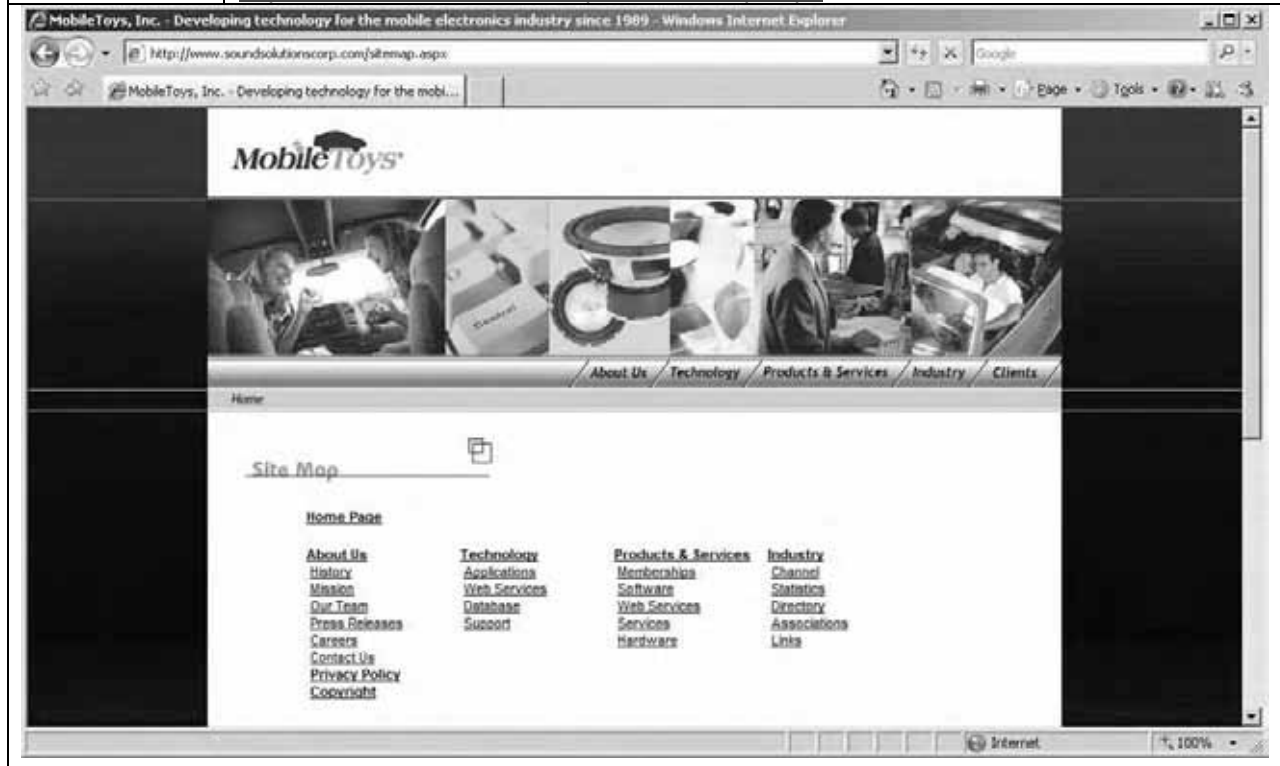 MobileToys, Inc. - Developing technology for the mobile electronics industry since 1989 - Windows Internet Explorer
http://www.soundsolutionscorp.com/sitemap.aspx
Google
MobileToys, Inc. - Developing technology for the mobi...
Page Tools
MobileToys
About Us Technology Products & Services Industry Clients
Home
Site Map
Home Page
About Us Technology Products & Services Industry
History Applications Memberships Channel
Mission Web Services Software Statistics
Our Team Database Web Services Directory
Press Releases Support Services Associations
Careers Hardware Links
Contact Us
Privacy Policy
Copyright
Internet 100%